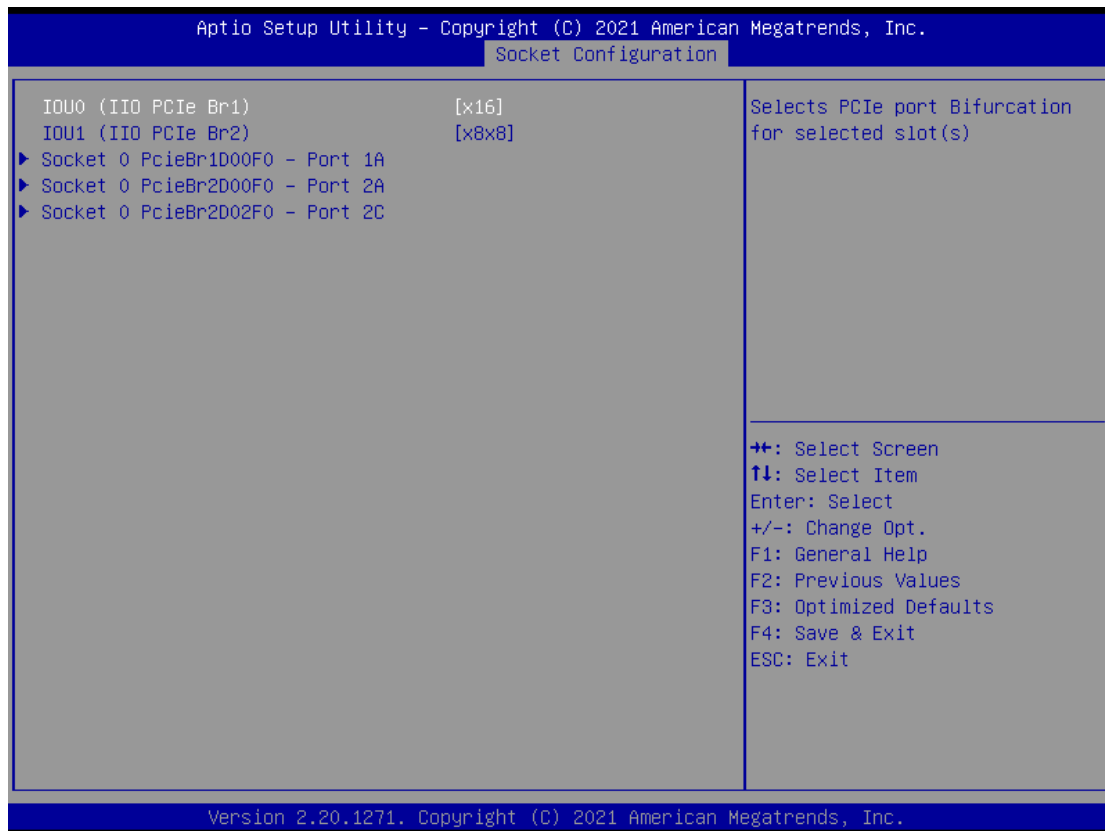 Aptio Setup Utility – Copyright (C) 2021 American Megatrends, Inc.
Socket Configuration
IOU0 (IIO PCIe Br1) [x16]
IOU1 (IIO PCIe Br2) [x8x8]
▶ Socket 0 PcieBr1D00F0 – Port 1A
▶ Socket 0 PcieBr2D00F0 – Port 2A
▶ Socket 0 PcieBr2D02F0 – Port 2C
Selects PCIe port Bifurcation
for selected slot(s)
→←: Select Screen
↑↓: Select Item
Enter: Select
+/-: Change Opt.
F1: General Help
F2: Previous Values
F3: Optimized Defaults
F4: Save & Exit
ESC: Exit
Version 2.20.1271. Copyright (C) 2021 American Megatrends, Inc.